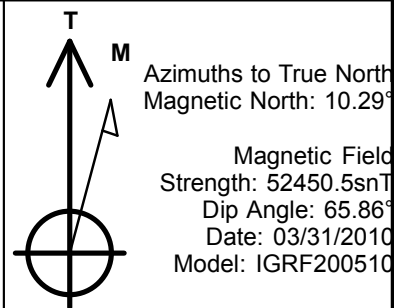 T
M
Azimuths to True North
Magnetic North: 10.29°
Magnetic Field
Strength: 52450.5snT
Dip Angle: 65.86°
Date: 03/31/2010
Model: IGRF200510